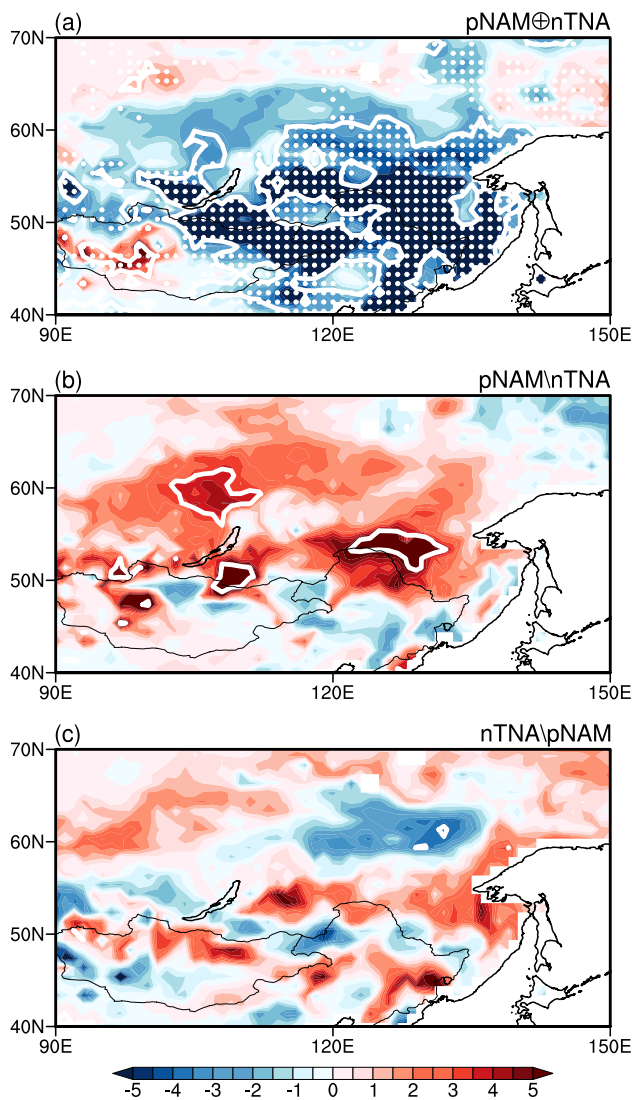 (a) pNAM⊕nTNA
70N
60N
50N
40N
90E 120E 150E
(b) pNAM\nTNA
70N
60N
50N
40N
90E 120E 150E
(c) nTNA\pNAM
70N
60N
50N
40N
90E 120E 150E
-5 -4 -3 -2 -1 0 1 2 3 4 5